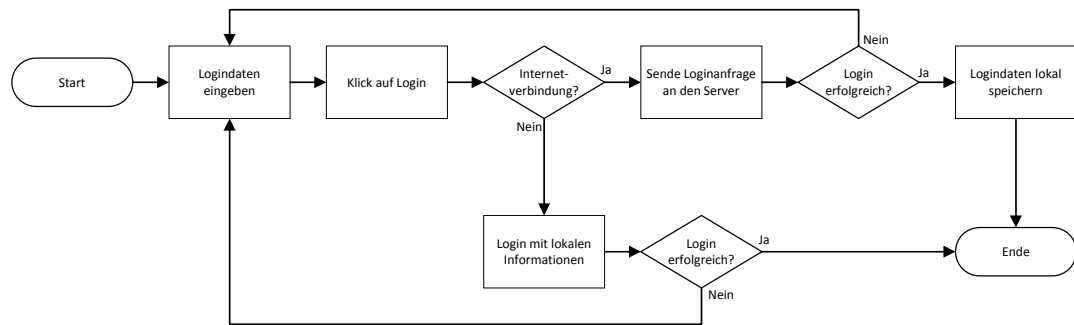 Start
Logindaten
eingeben
Klick auf Login
Internet-
verbindung?
Ja
Nein
Sende Loginanfrage
an den Server
Login
erfolgreich?
Nein
Ja
Logindaten lokal
speichern
Login mit lokalen
Informationen
Login
erfolgreich?
Ja
Nein
Ende